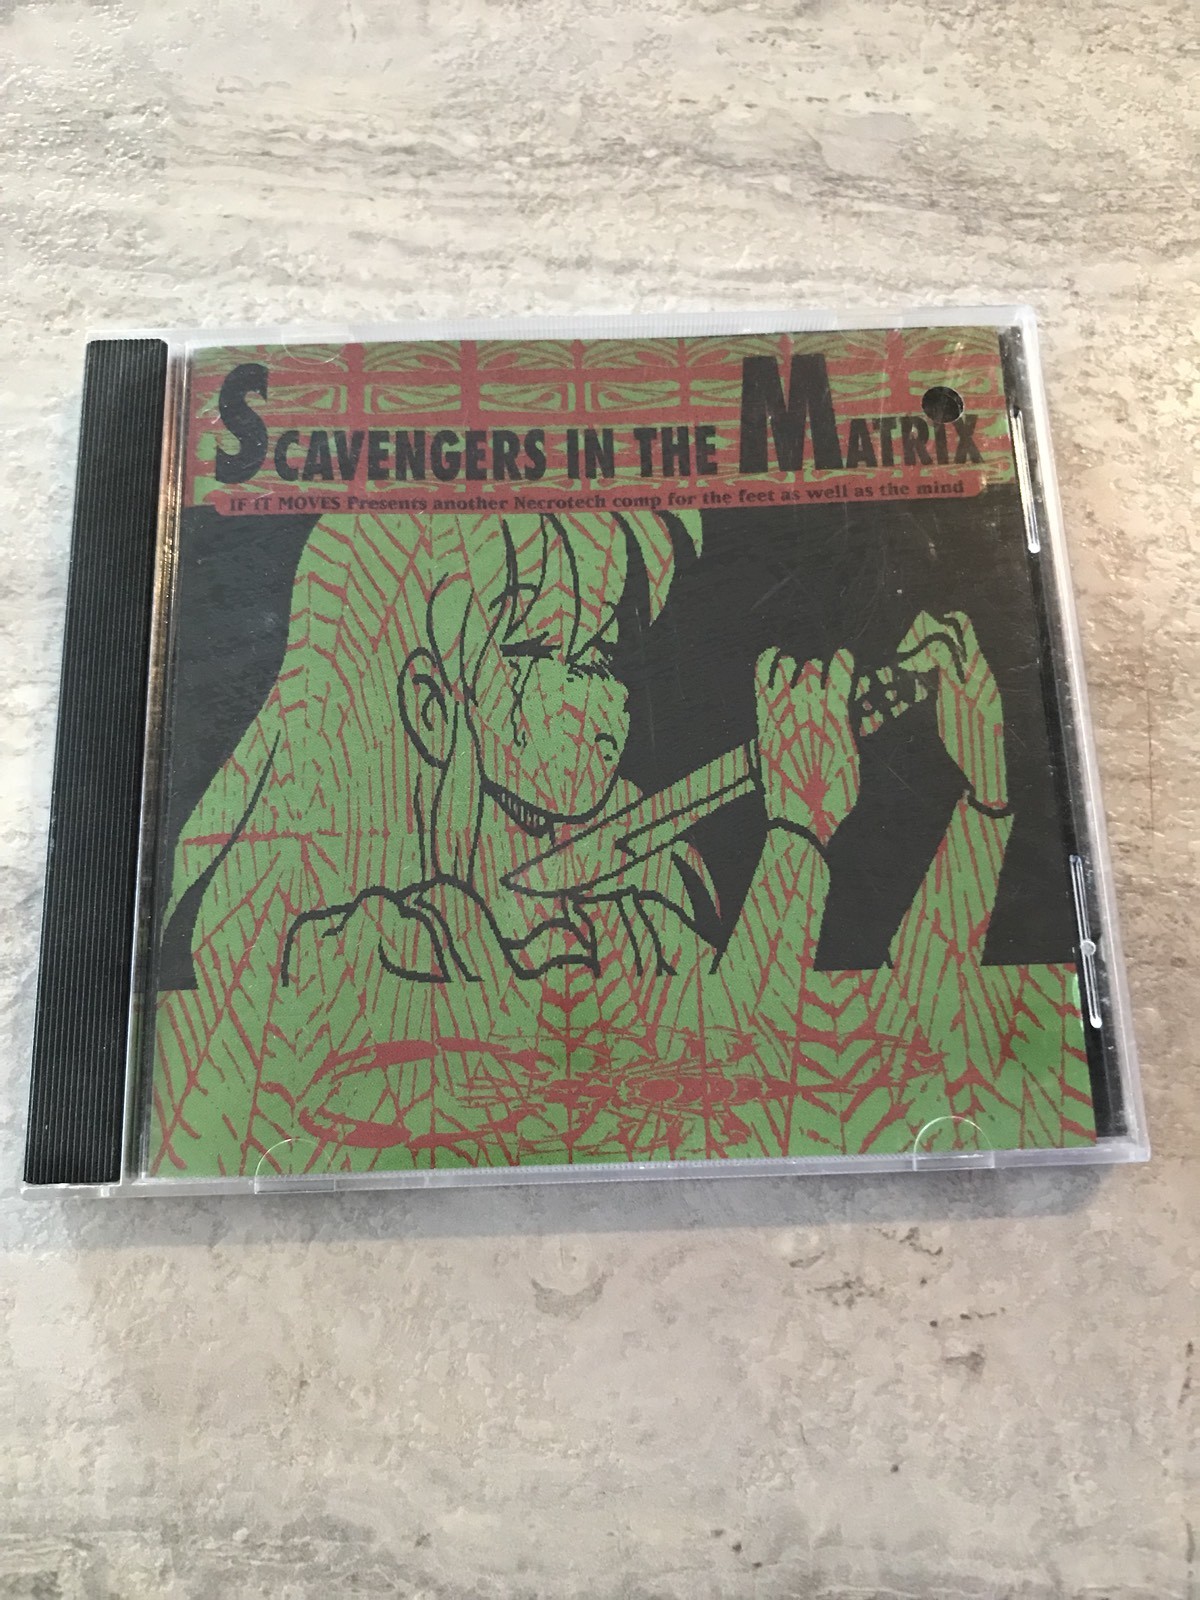 SCAVENGERS IN THE MATRIX
IF IT MOVES Presents another Necrotech comp for the feet as well as the mind